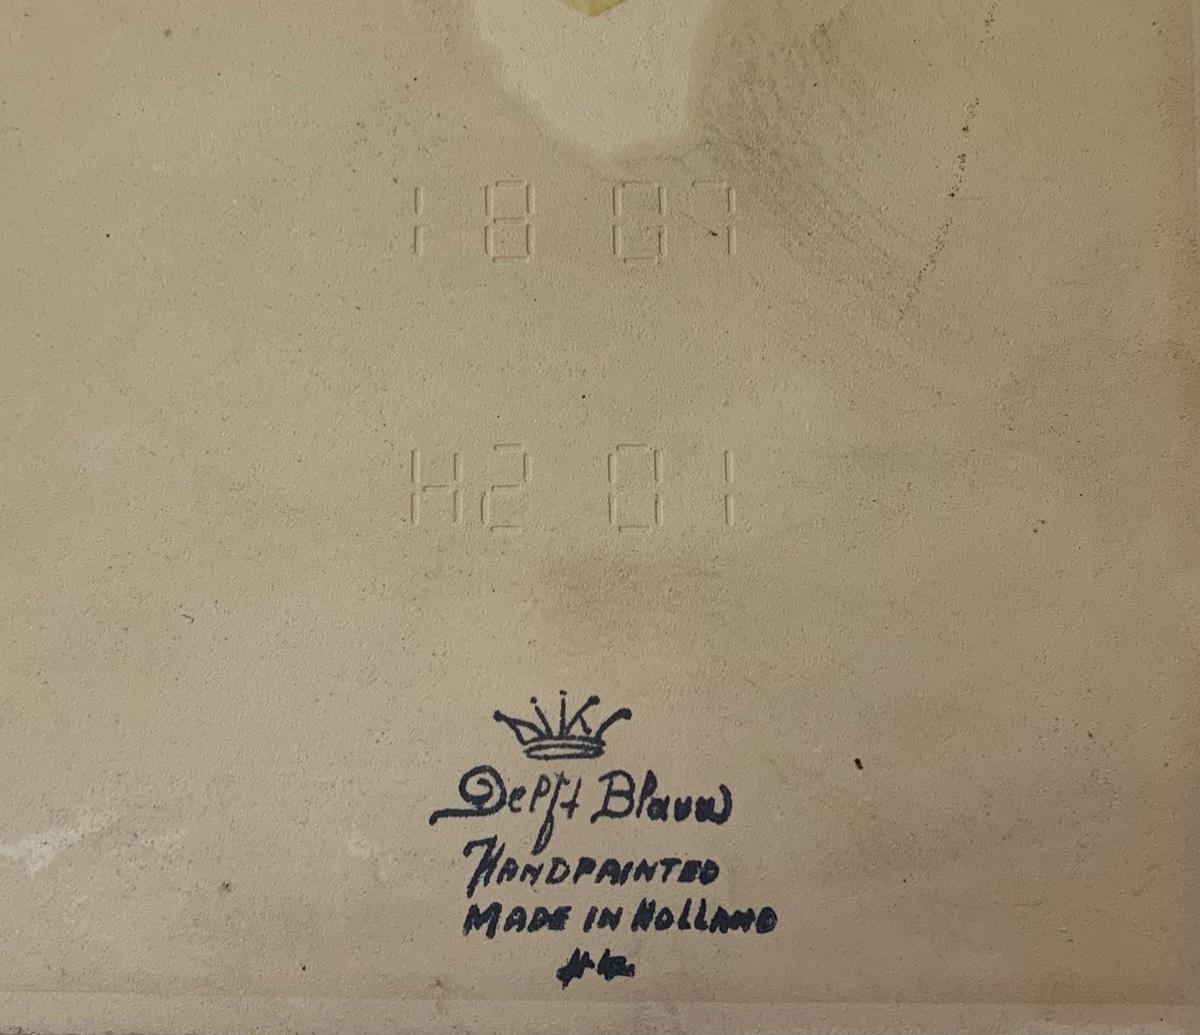 18 07
H2 01
Delft Blauw
HANDPAINTED
MADE IN HOLLAND